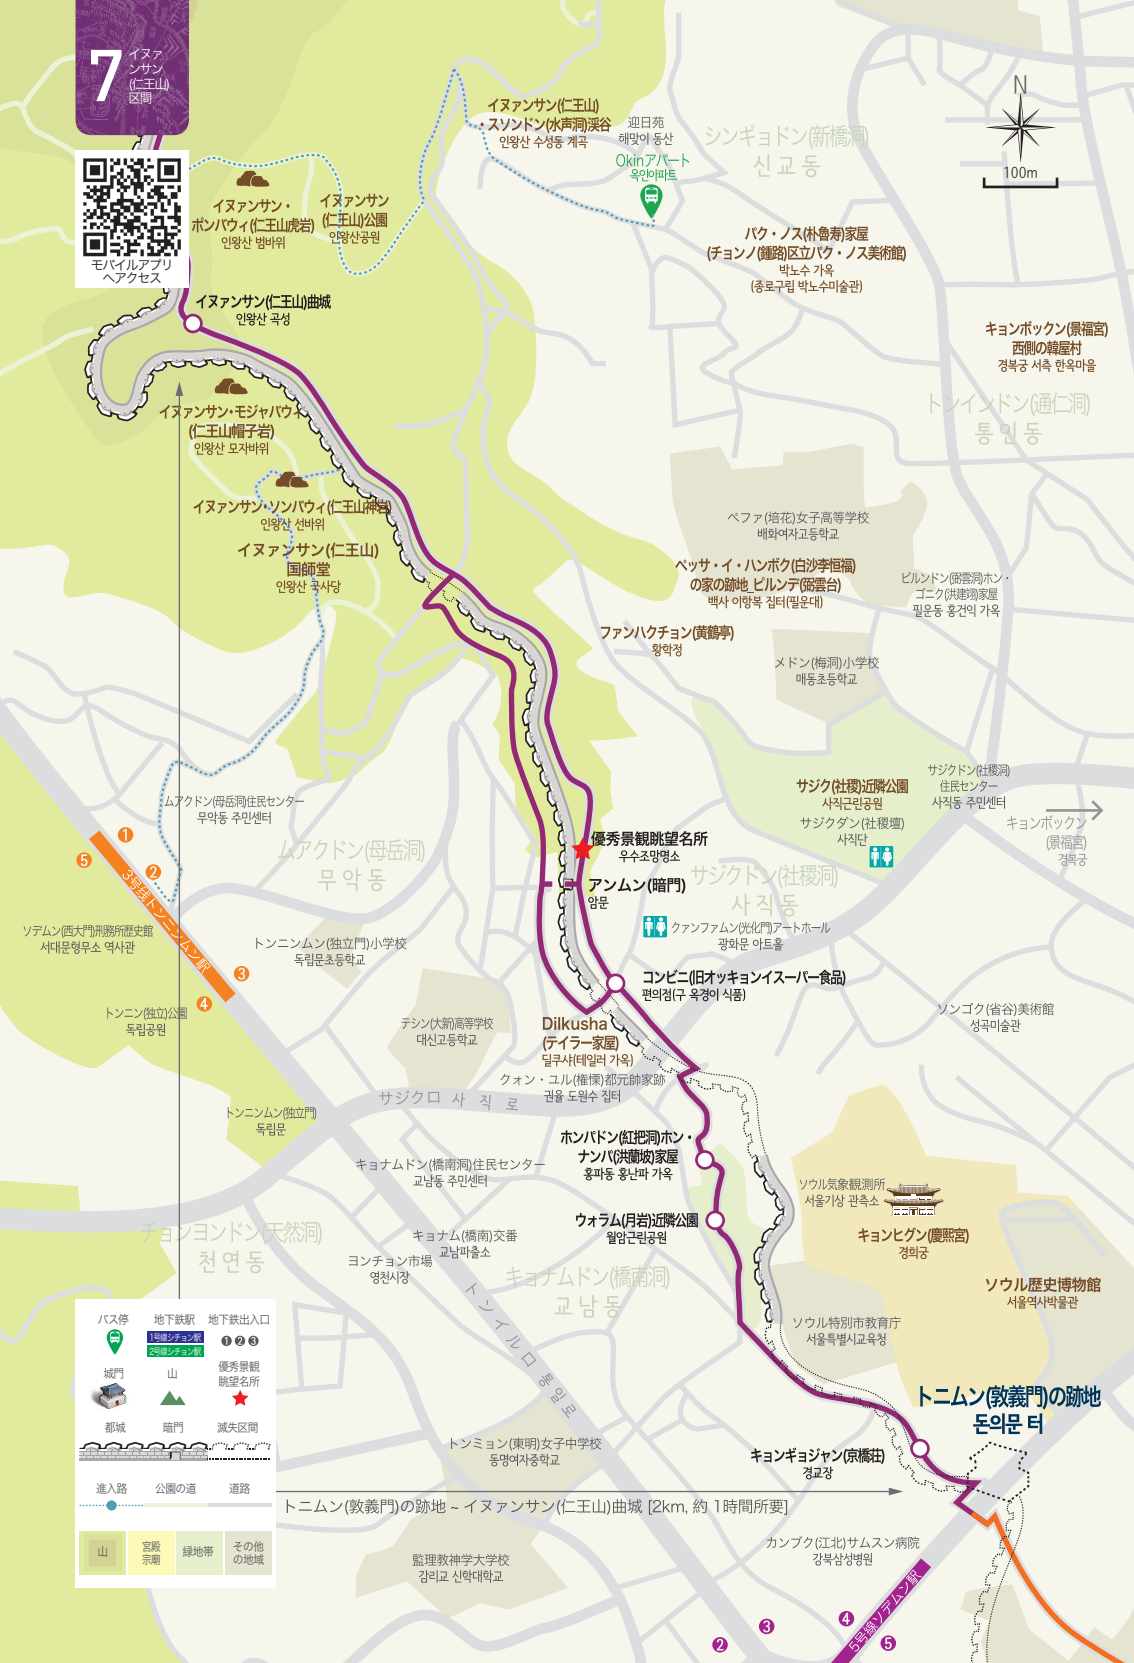 7
イヌァ
ンサン
(仁王山)
区間
モバイルアプリ
へアクセス
N
100m
イヌァンサン(仁王山)
・スソンドン(水声洞)渓谷
인왕산 수성동 계곡
迎日苑
해맞이 동산
Okinアパート
옥인아파트
シンギョドン(新橋洞)
신교동
イヌァンサン・
ボンバウィ(仁王山虎岩)
인왕산 범바위
イヌァンサン
(仁王山)公園
인왕산공원
パク・ノス(朴魯寿)家屋
(チョンノ(鍾路)区立パク・ノス美術館)
박노수 가옥
(종로구립 박노수미술관)
イヌァンサン(仁王山)曲城
인왕산 곡성
キョンボックン(景福宮)
西側の韓屋村
경복궁 서측 한옥마을
トンインドン(通仁洞)
통인동
イヌァンサン・モジャバウィ
(仁王山帽子岩)
인왕산 모자바위
イヌァンサン・ソンバウィ(仁王山神岩)
인왕산 선바위
イヌァンサン(仁王山)
国師堂
인왕산 국사당
ベファ(培花)女子高等学校
배화여자고등학교
ベッサ・イ・ハンボク(白沙李恒福)
の家の跡地_ピルンデ(弼雲台)
백사 이항복 집터(필운대)
ピルンドン(弼雲洞)ホン・
ゴニク(洪建翊)家屋
필운동 홍건익 가옥
ファンハクチョン(黄鶴亭)
황학정
メドン(梅洞)小学校
매동초등학교
サジク(社稷)近隣公園
사직근린공원
サジクダン(社稷壇)
사직단
サジクドン(社稷洞)
住民センター
사직동 주민센터
キョンボックン
(景福宮)
경복궁
ムアクドン(母岳洞)住民センター
무악동 주민센터
ムアクドン(母岳洞)
무악동
優秀景観眺望名所
우수조망명소
アンムン(暗門)
암문
サジクドン(社稷洞)
사직동
クァンファムン(光化門)アートホール
광화문 아트홀
1
5
2
3号线トンニンムン駅
3
4
ソデムン(西大門)刑務所歴史館
서대문형무소 역사관
トンニンムン(独立門)小学校
독립문초등학교
トンニン(独立)公園
독립공원
コンビニ(旧オッキョンイスーパー食品)
편의점(구 옥경이 식품)
テシン(大新)高等学校
대신고등학교
Dilkusha
(テイラー家屋)
딜쿠샤(테일러 가옥)
ソンゴク(省谷)美術館
성곡미술관
クォン・ユル(権慄)都元帥家跡
권율 도원수 집터
サジクロ 사직로
トンニンムン(独立門)
독립문
ホンパドン(紅把洞)ホン・
ナンパ(洪蘭坡)家屋
홍파동 홍난파 가옥
キョナムドン(橋南洞)住民センター
교남동 주민센터
ソウル気象観測所
서울기상 관측소
キョンヒグン(慶熙宮)
경희궁
ウォラム(月岩)近隣公園
월암근린공원
チョンヨンドン(天然洞)
천연동
キョナム(橋南)交番
교남파출소
ヨンチョン市場
영천시장
キョナムドン(橋南洞)
교남동
ソウル歴史博物館
서울역사박물관
ソウル特別市教育庁
서울특별시교육청
トンイルロ 통일로
トニムン(敦義門)の跡地
돈의문 터
トンミョン(東明)女子中学校
동명여자중학교
キョンギョジャン(京橋荘)
경교장
トニムン(敦義門)の跡地 ~ イヌァンサン(仁王山)曲城 [2km, 約 1時間所要]
カンブク(江北)サムスン病院
강북삼성병원
監理教神学大学校
감리교 신학대학교
5号線ソデムン駅
4
5
3
2
バス停
地下鉄駅
地下鉄出入口
1号線シチョン駅
2号線シチョン駅
1 2 3
城門
山
優秀景観
眺望名所
都城
暗門
滅失区間
進入路
公園の道
道路
山
宮殿
宗廟
緑地帯
その他
の地域